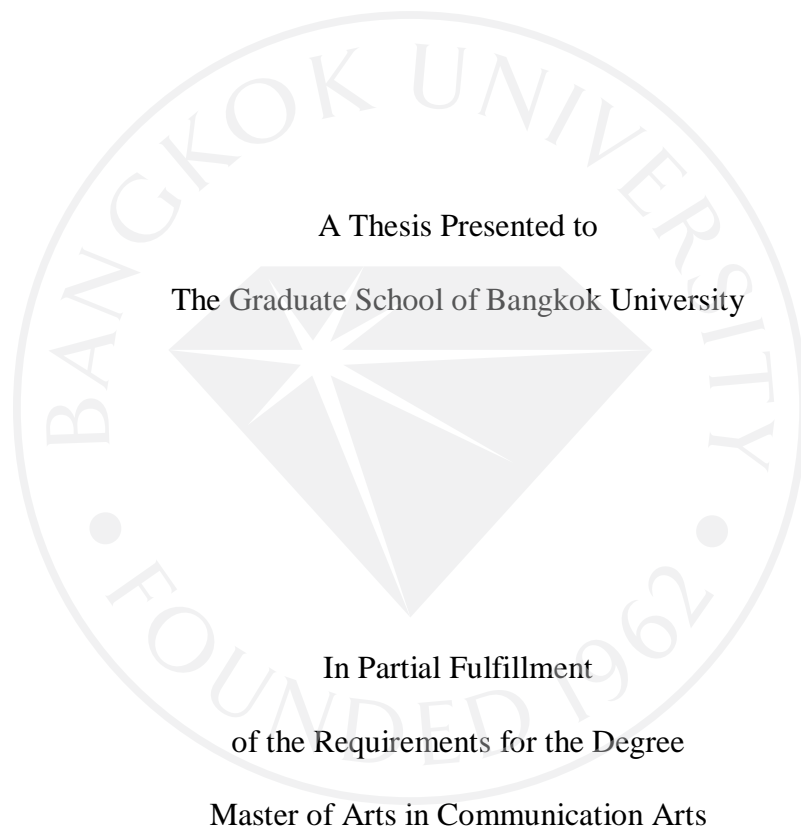 BANGKOK UNIVERSITY
A Thesis Presented to
The Graduate School of Bangkok University
In Partial Fulfillment
of the Requirements for the Degree
Master of Arts in Communication Arts
• FOUNDED 1962 •